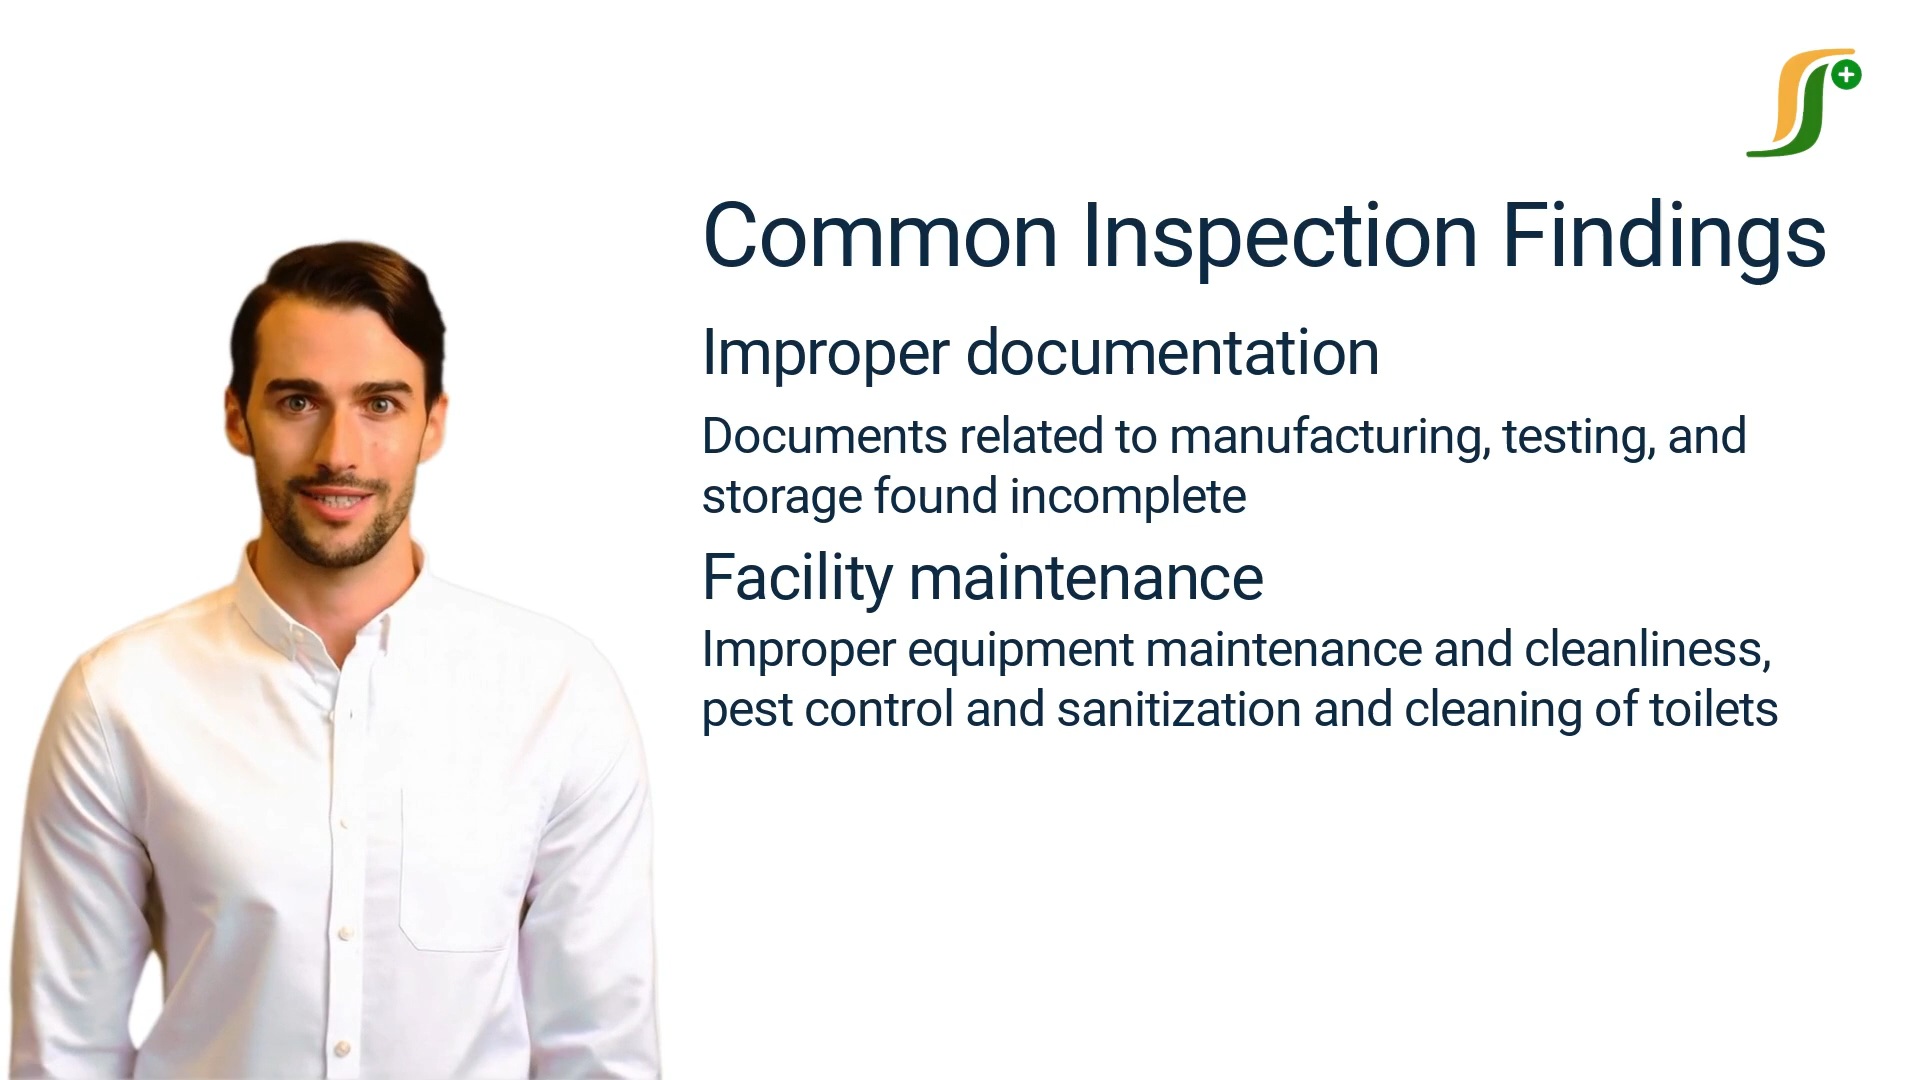 Common Inspection Findings
Improper documentation
Documents related to manufacturing, testing, and
storage found incomplete
Facility maintenance
Improper equipment maintenance and cleanliness,
pest control and sanitization and cleaning of toilets